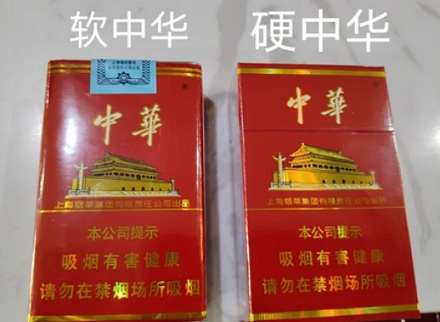 软中华
硬中华
中華
上海烟草集团有限责任公司出品
本公司提示
吸烟有害健康
请勿在禁烟场所吸烟
中華
上海烟草集团有限责任公司出品
本公司提示
吸烟有害健康
请勿在禁烟场所吸烟